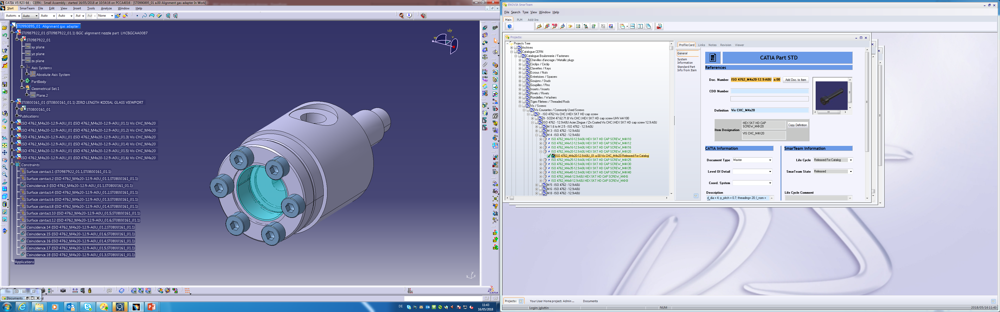 CATIA V5 R23 64 - CERN : Small Assembly : started 16/05/2018 at 10:54:16 on PCCA4016 - [ST0990895_01 a.00 Alignment gas adapter In Work]
Start SmarTeam File Edit View Insert Tools Analyze Window Help
Autom. Auto Auto Auto Aut Aut None
ST0990895_01 Alignment gas adapter
ST0987922_01 (ST0987922_01.1) BGC alignment nozzle part LHCBGCAA0087
ST0987922_01
xy plane
yz plane
zx plane
Axis Systems
Absolute Axis System
PartBody
Geometrical Set.1
Plane.2
ST0800161_01 (ST0800161_01.1) ZERO LENGTH KODIAL GLASS VIEWPORT
ST0800161_01
Publications
ISO 4762_M4x20-12.9-A0U_01 (ISO 4762_M4x20-12.9-A0U_01.1) Vis CHC_M4x20
ISO 4762_M4x20-12.9-A0U_01 (ISO 4762_M4x20-12.9-A0U_01.2) Vis CHC_M4x20
ISO 4762_M4x20-12.9-A0U_01 (ISO 4762_M4x20-12.9-A0U_01.3) Vis CHC_M4x20
ISO 4762_M4x20-12.9-A0U_01 (ISO 4762_M4x20-12.9-A0U_01.4) Vis CHC_M4x20
ISO 4762_M4x20-12.9-A0U_01 (ISO 4762_M4x20-12.9-A0U_01.5) Vis CHC_M4x20
ISO 4762_M4x20-12.9-A0U_01 (ISO 4762_M4x20-12.9-A0U_01.6) Vis CHC_M4x20
Constraints
Surface contact.1 (ST0987922_01.1,ST0800161_01.1)
Surface contact.2 (ISO 4762_M4x20-12.9-A0U_01.1,ST0800161_01.1)
Coincidence.3 (ISO 4762_M4x20-12.9-A0U_01.1,ST0800161_01.1)
Surface contact.4 (ISO 4762_M4x20-12.9-A0U_01.2,ST0800161_01.1)
Surface contact.6 (ISO 4762_M4x20-12.9-A0U_01.3,ST0800161_01.1)
Surface contact.8 (ISO 4762_M4x20-12.9-A0U_01.4,ST0800161_01.1)
Surface contact.10 (ISO 4762_M4x20-12.9-A0U_01.5,ST0800161_01.1)
Surface contact.12 (ISO 4762_M4x20-12.9-A0U_01.6,ST0800161_01.1)
Coincidence.14 (ISO 4762_M4x20-12.9-A0U_01.2,ST0800161_01.1)
Coincidence.15 (ISO 4762_M4x20-12.9-A0U_01.6,ST0800161_01.1)
Coincidence.16 (ISO 4762_M4x20-12.9-A0U_01.4,ST0800161_01.1)
Coincidence.17 (ISO 4762_M4x20-12.9-A0U_01.5,ST0800161_01.1)
Coincidence.18 (ISO 4762_M4x20-12.9-A0U_01.3,ST0800161_01.1)
Applications
w u|y v
x y z
CATIA
Documents
DE
11:43
16/05/2018
ENOVIA SmarTeam
File Search Tree View Window Help
Main PLM Add-Ins
Projects:
Projects Tree
Archives
Catalogue CERN
Catalogue Boulonnerie / Fasteners
Chevilles d'ancrage / Metallic plugs
Circlips / Circlip
Clavettes / Keys
Ecrous / Nuts
Entretoises / Spacers
Goujons / Studs
Goupilles / Pins
Inserts / Inserts
Rivets / Rivets
Rondelles / Washers
Tiges Filetees / Threaded Rods
Vis / Screws
Vis Courantes / Commonly Used Screws
1 - ISO 4762 Vis CHC | HEX SKT HD cap screw
9 - SCEM 47.62.71.B Vis CHC | HEX SKT HD cap screw UHV A4-100
ISO 4762 - 12.9-A0U Acier Zingue / Zn Coated Vis CHC | HEX SKT HD cap screw 12.9 A0U
M 1.6 to M 2.5 - ISO 4762 - 12.9-A0U
M 3 - ISO 4762 - 12.9-A0U
M 4 - ISO 4762 - 12.9-A0U
ISO 4762_M4x10-12.9-A0U HEX SKT HD CAP SCREW_M4X10
ISO 4762_M4x12-12.9-A0U HEX SKT HD CAP SCREW_M4X12
ISO 4762_M4x16-12.9-A0U HEX SKT HD CAP SCREW_M4X16
ISO 4762_M4x20-12.9-A0U HEX SKT HD CAP SCREW_M4X20
ISO 4762_M4x20-12.9-A0U_01 a.00 Vis CHC_M4x20 Released For Catalog
ISO 4762_M4x25-12.9-A0U HEX SKT HD CAP SCREW_M4X25
ISO 4762_M4x30-12.9-A0U HEX SKT HD CAP SCREW_M4X30
ISO 4762_M4x35-12.9-A0U HEX SKT HD CAP SCREW_M4X35
ISO 4762_M4x40-12.9-A0U HEX SKT HD CAP SCREW_M4X40
ISO 4762_M4x6-12.9-A0U HEX SKT HD CAP SCREW_M4X6
ISO 4762_M4x8-12.9-A0U HEX SKT HD CAP SCREW_M4X8
M 5 - ISO 4762 - 12.9-A0U
M 6 - ISO 4762 - 12.9-A0U
M 8 - ISO 4762 - 12.9-A0U
Profile Card Links Notes Revision Viewer
General
System Information
Standard Part Info from Item
CATIA Part STD
References
Doc. Number ISO 4762_M4x20-12.9-A0U a.00 Add Doc. to Item
CDD Number
Definition Vis CHC_M4x20
Item Designation
HEX SKT HD CAP
SCREW_M4X20
Copy Definition
VIS CHC_M4X20
CATIA Information SmarTeam Information
Document Type Master Life Cycle Released For Catalog
Level Of Detail SmarTeam State Released
Coord. System
Description Life Cycle Comment
d_dia = 4; p_pitch = 0.7; threading= 20; l_nom =
Projects: Your User Home project: Admin ... Documents
Login: jgluttin NUM 2018/05/16 11:43